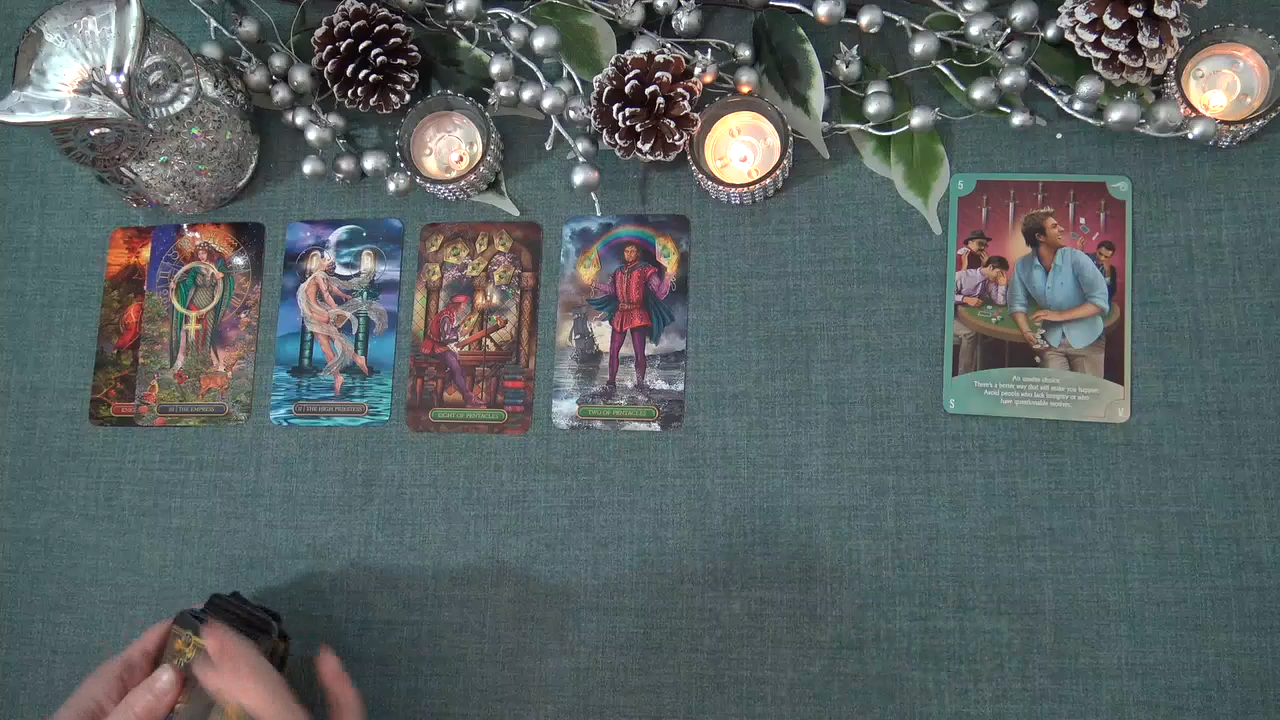 III | THE EMPRESS
II | THE HIGH PRIESTESS
EIGHT OF PENTACLES
TWO OF PENTACLES
5
An unwise choice.
There's a better way that will make you happier.
Avoid people who lack integrity or who
have questionable motives.
S